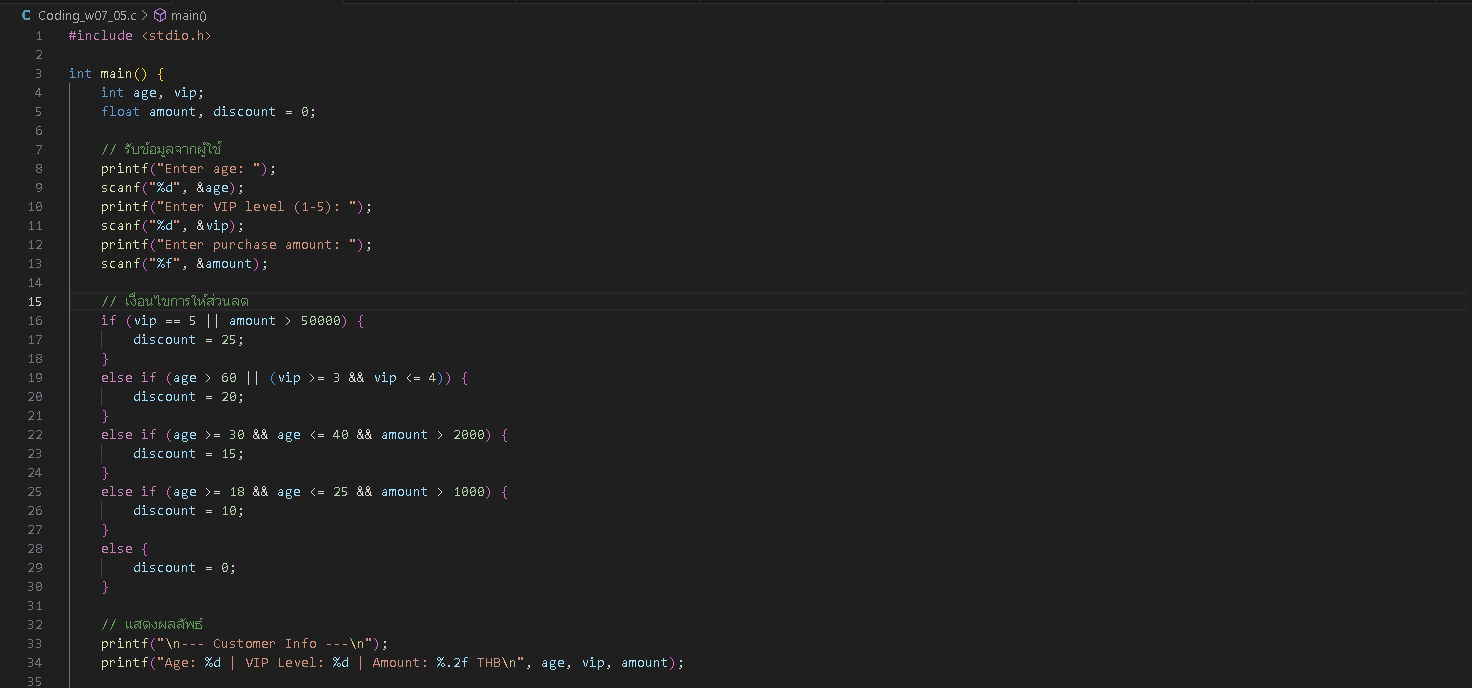 Coding_w07_05.c > main()
1 #include <stdio.h>
2
3 int main() {
4 int age, vip;
5 float amount, discount = 0;
6
7 // รับข้อมูลจากผู้ใช้
8 printf("Enter age: ");
9 scanf("%d", &age);
10 printf("Enter VIP level (1-5): ");
11 scanf("%d", &vip);
12 printf("Enter purchase amount: ");
13 scanf("%f", &amount);
14
15 // เงื่อนไขการให้ส่วนลด
16 if (vip == 5 || amount > 50000) {
17 discount = 25;
18 }
19 else if (age > 60 || (vip >= 3 && vip <= 4)) {
20 discount = 20;
21 }
22 else if (age >= 30 && age <= 40 && amount > 2000) {
23 discount = 15;
24 }
25 else if (age >= 18 && age <= 25 && amount > 1000) {
26 discount = 10;
27 }
28 else {
29 discount = 0;
30 }
31
32 // แสดงผลลัพธ์
33 printf("\n--- Customer Info ---\n");
34 printf("Age: %d | VIP Level: %d | Amount: %.2f THB\n", age, vip, amount);
35